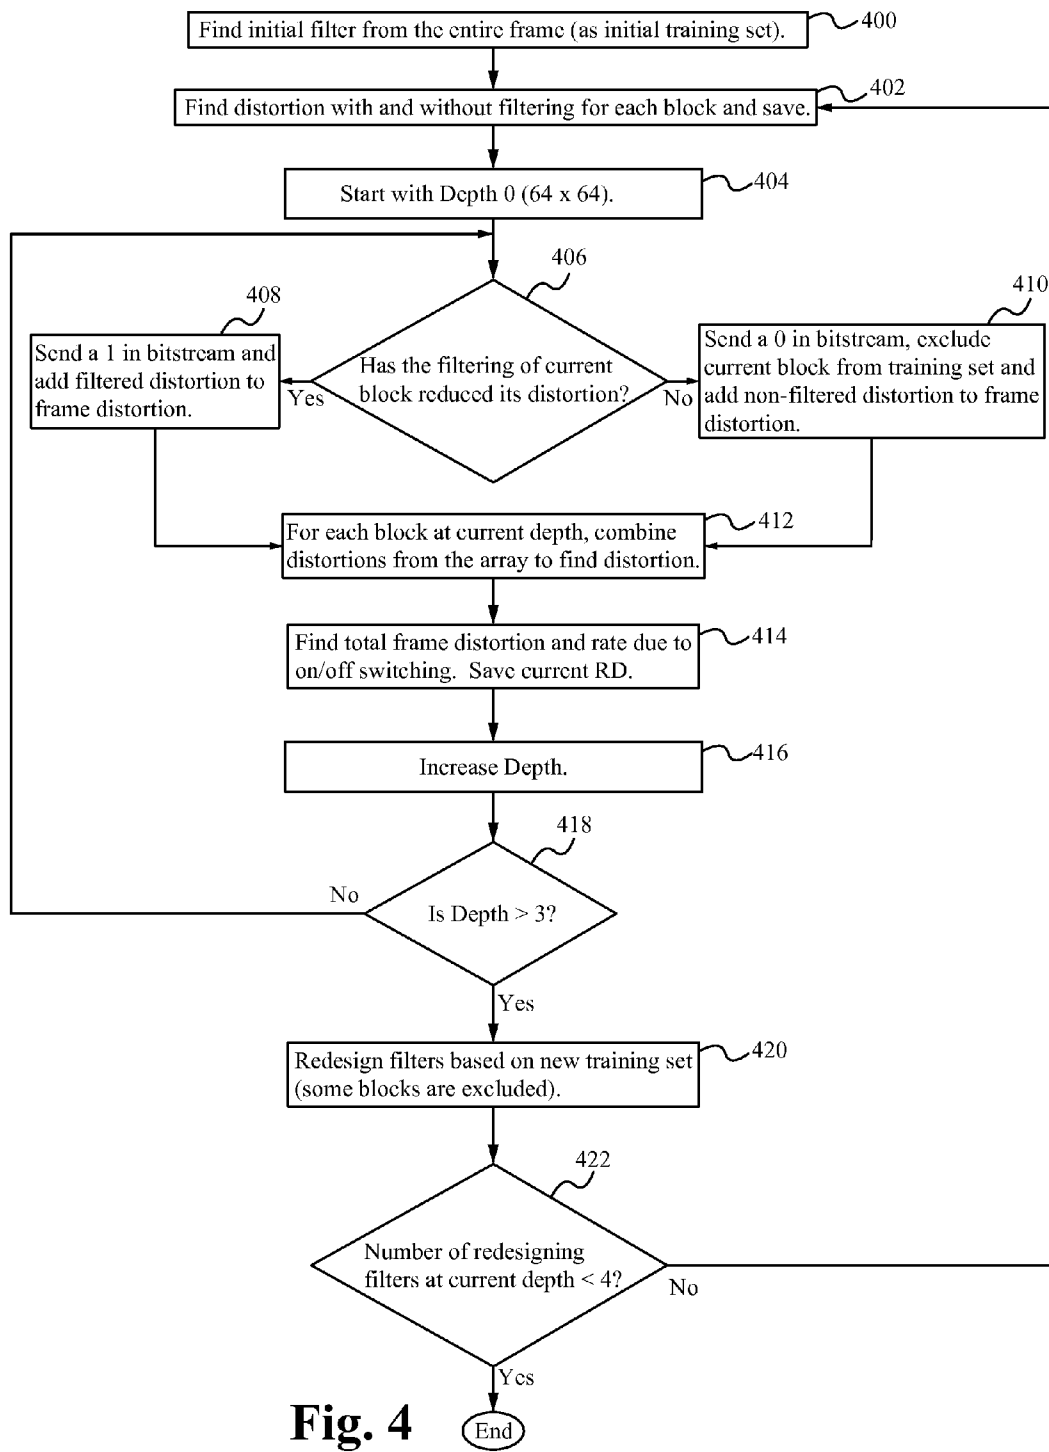 Find initial filter from the entire frame (as initial training set).
400
Find distortion with and without filtering for each block and save.
402
Start with Depth 0 (64 x 64).
404
406
Has the filtering of current
block reduced its distortion?
Yes
No
408
Send a 1 in bitstream and
add filtered distortion to
frame distortion.
410
Send a 0 in bitstream, exclude
current block from training set and
add non-filtered distortion to frame
distortion.
For each block at current depth, combine
distortions from the array to find distortion.
412
Find total frame distortion and rate due to
on/off switching. Save current RD.
414
Increase Depth.
416
418
Is Depth > 3?
No
Yes
Redesign filters based on new training set
(some blocks are excluded).
420
422
Number of redesigning
filters at current depth < 4?
No
Yes
End
Fig. 4